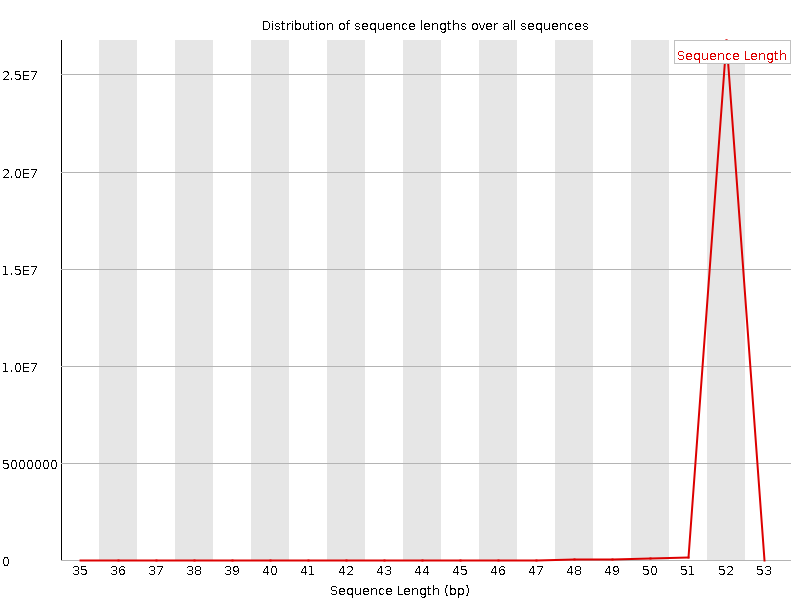 Distribution of sequence lengths over all sequences
Sequence Length
2.5E7
2.0E7
1.5E7
1.0E7
5000000
0
35 36 37 38 39 40 41 42 43 44 45 46 47 48 49 50 51 52 53
Sequence Length (bp)